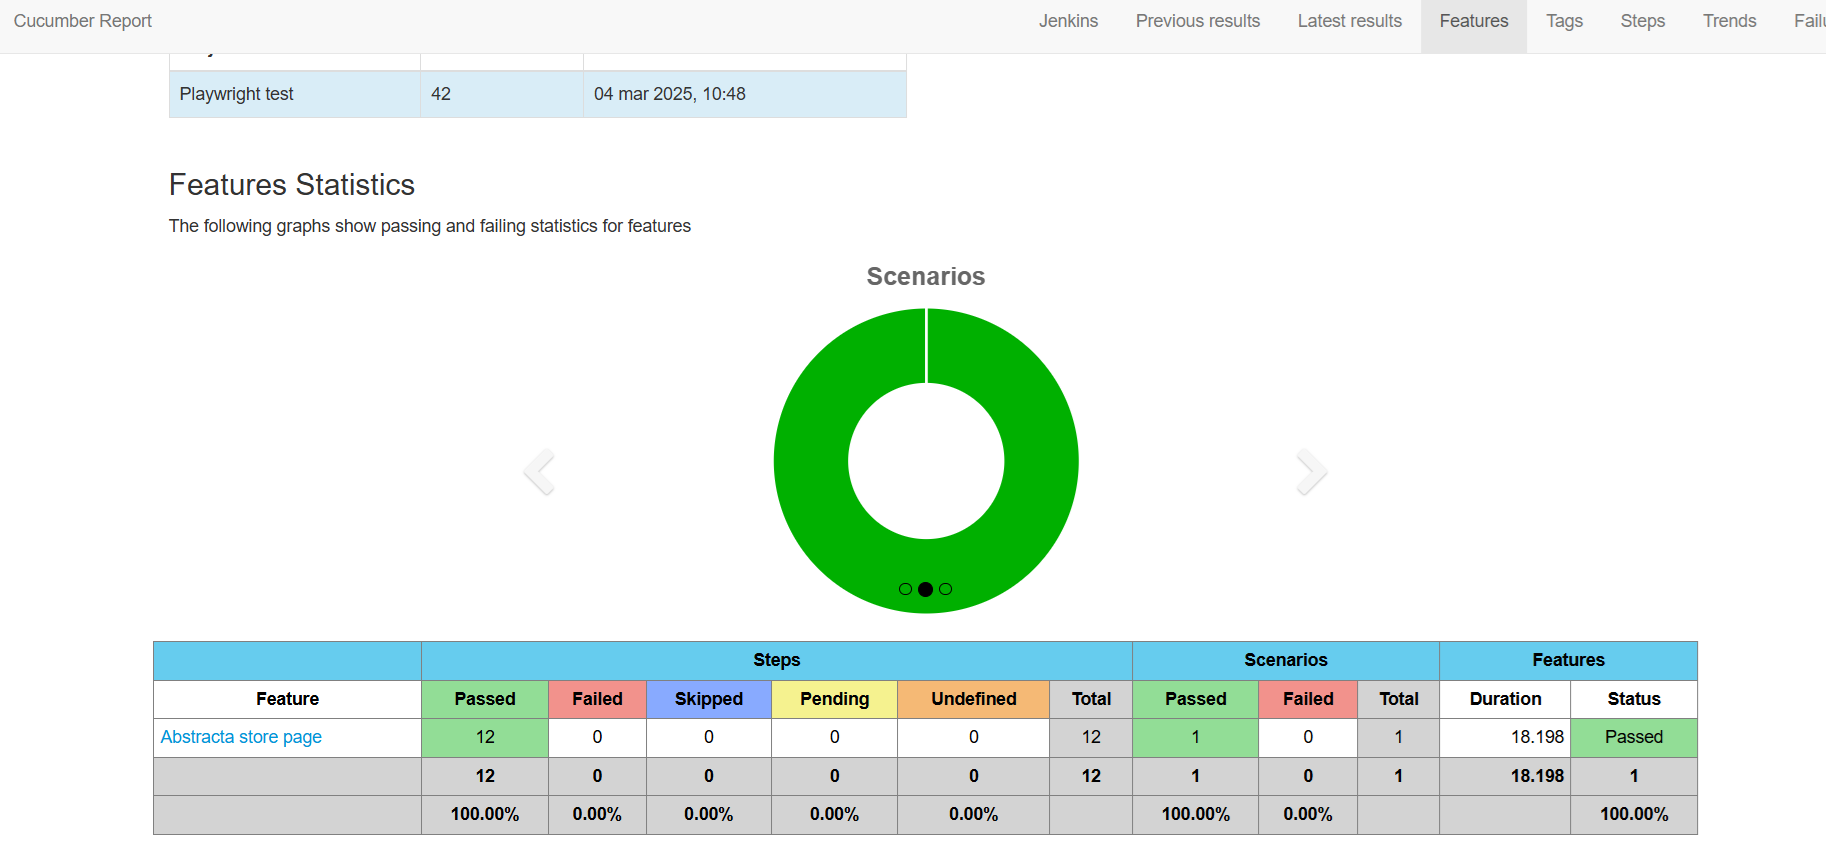 Cucumber Report Jenkins Previous results Latest results Features Tags Steps Trends
Playwright test 42 04 mar 2025, 10:48
Features Statistics
The following graphs show passing and failing statistics for features
Scenarios
Steps Scenarios Features
Feature Passed Failed Skipped Pending Undefined Total Passed Failed Total Duration Status
Abstracta store page 12 0 0 0 0 12 1 0 1 18.198 Passed
12 0 0 0 0 12 1 0 1 18.198 1
100.00% 0.00% 0.00% 0.00% 0.00% 100.00% 0.00% 100.00%